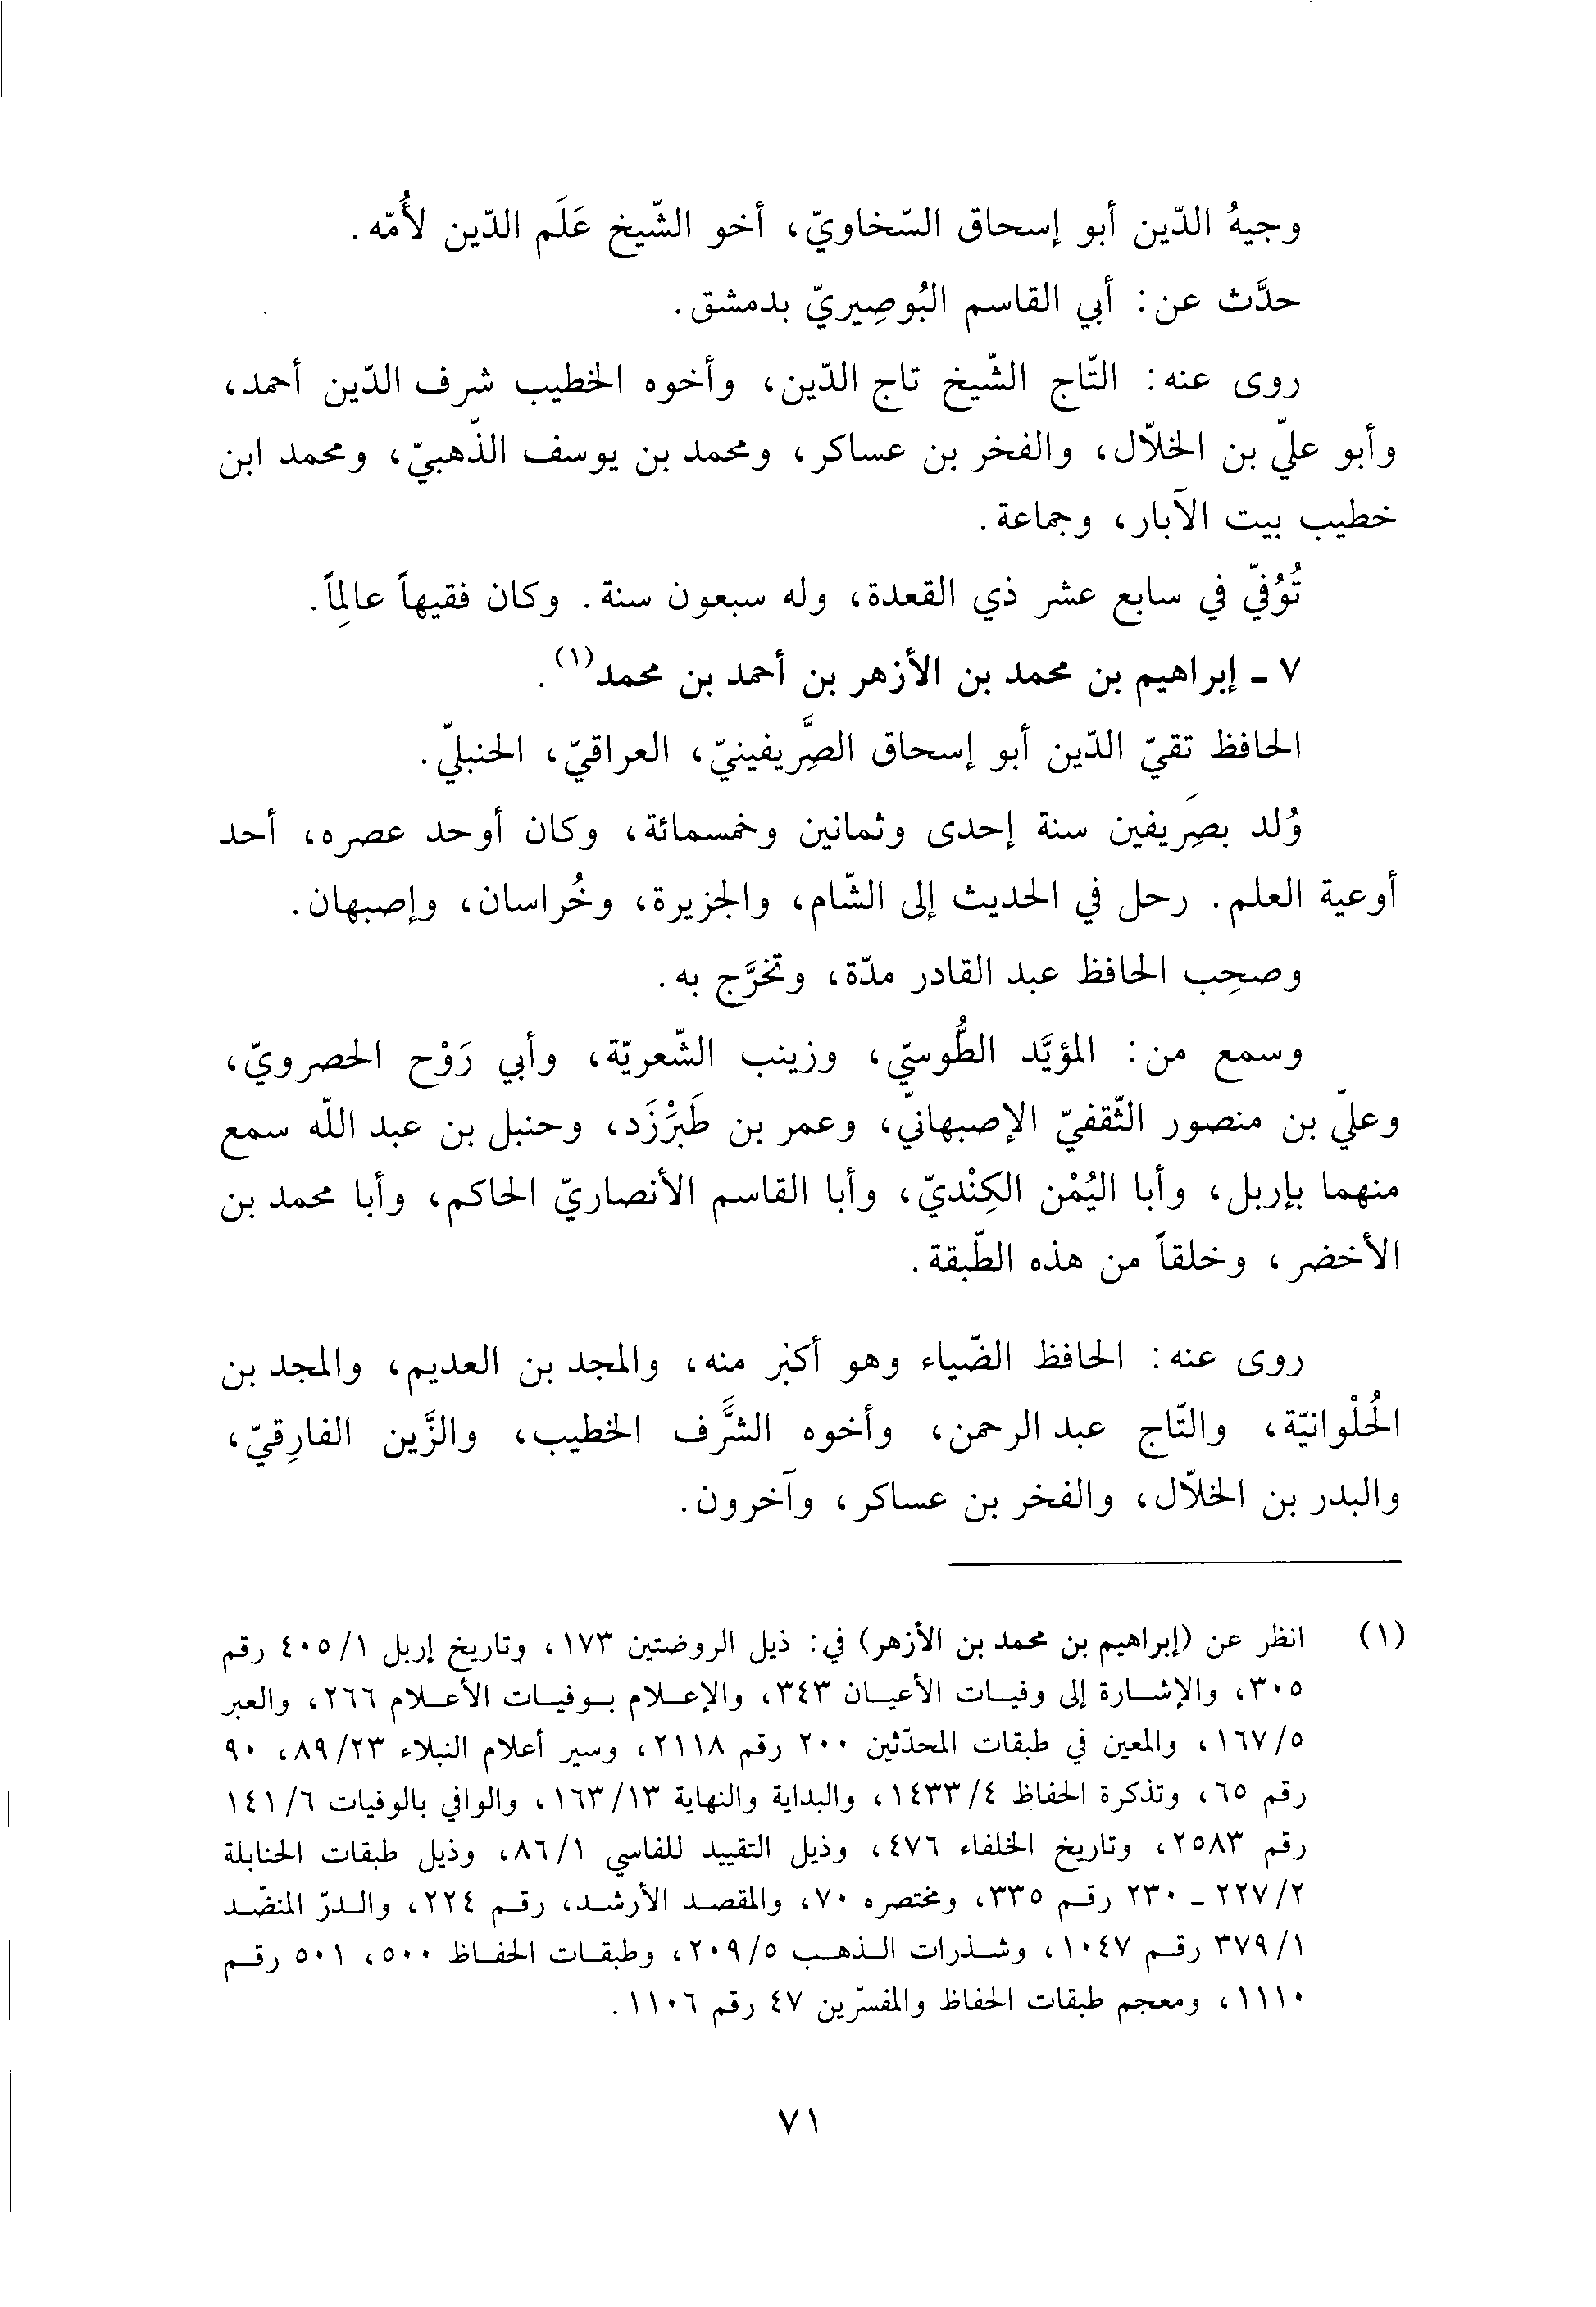 وجيهُ الدّين أبو إسحاق السّخاويّ، أخو الشّيخ عَلَم الدّين لأُمّه.
حدَّث عن: أبي القاسم البُوصِيريّ بدمشق.
روى عنه: التّاج الشّيخ تاج الدّين، وأخوه الخطيب شرف الدّين أحمد،
وأبو عليّ بن الخلاّل، والفخر بن عساكر، ومحمد بن يوسف الذّهبيّ، ومحمد ابن
خطيب بيت الآبار، وجماعة.
تُوُفّي في سابع عشر ذي القعدة، وله سبعون سنة. وكان فقيهاً عالِماً.
٧ ـ إبراهيم بن محمد بن الأزهر بن أحمد بن محمد(١).
الحافظ تقيّ الدّين أبو إسحاق الصَّرِيفينيّ، العراقيّ، الحنبليّ.
وُلد بصَرِيفين سنة إحدى وثمانين وخمسمائة، وكان أوحد عصره، أحد
أوعية العلم. رحل في الحديث إلى الشّام، والجزيرة، وخُراسان، وإصبهان.
وصحِب الحافظ عبد القادر مدّة، وتخرَّج به.
وسمع من: المؤيَّد الطُّوسيّ، وزينب الشّعريّة، وأبي رَوْح الحصرويّ،
وعليّ بن منصور الثّقفيّ الإصبهانيّ، وعمر بن طَبَرْزَد، وحنبل بن عبد اللّه سمع
منهما بإربل، وأبا اليُمْن الكِنْديّ، وأبا القاسم الأنصاريّ الحاكم، وأبا محمد بن
الأخضر، وخلقاً من هذه الطّبقة.
روى عنه: الحافظ الضّياء وهو أكبر منه، والمجد بن العديم، والمجد بن
الحُلْوانيّة، والتّاج عبد الرحمن، وأخوه الشَّرَف الخطيب، والزَّين الفارِقيّ،
والبدر بن الخلاّل، والفخر بن عساكر، وآخرون.
(١) انظر عن (إبراهيم بن محمد بن الأزهر) في: ذيل الروضتين ١٧٣، وتاريخ إربل ٤٠٥/١ رقم
٣٠٥، والإشارة إلى وفيات الأعيان ٣٤٣، والإعلام بوفيات الأعلام ٢٦٦، والعبر
١٦٧/٥، والمعين في طبقات المحدّثين ٢٠٠ رقم ٢١١٨، وسير أعلام النبلاء ٨٩/٢٣، ٩٠
رقم ٦٥، وتذكرة الحفاظ ١٤٣٣/٤، والبداية والنهاية ١٦٣/١٣، والوافي بالوفيات ١٤١/٦
رقم ٢٥٨٣، وتاريخ الخلفاء ٤٧٦، وذيل التقييد للفاسي ٨٦/١، وذيل طبقات الحنابلة
٢٢٧/٢ ـ ٢٣٠ رقم ٣٣٥، ومختصره ٧٠، والمقصد الأرشد، رقم ٢٢٤، والدرّ المنضّد
٣٧٩/١ رقم ١٠٤٧، وشذرات الذهب ٢٠٩/٥، وطبقات الحفاظ ٥٠٠، ٥٠١ رقم
١١١٠، ومعجم طبقات الحفاظ والمفسّرين ٤٧ رقم ١١٠٦.
٧١